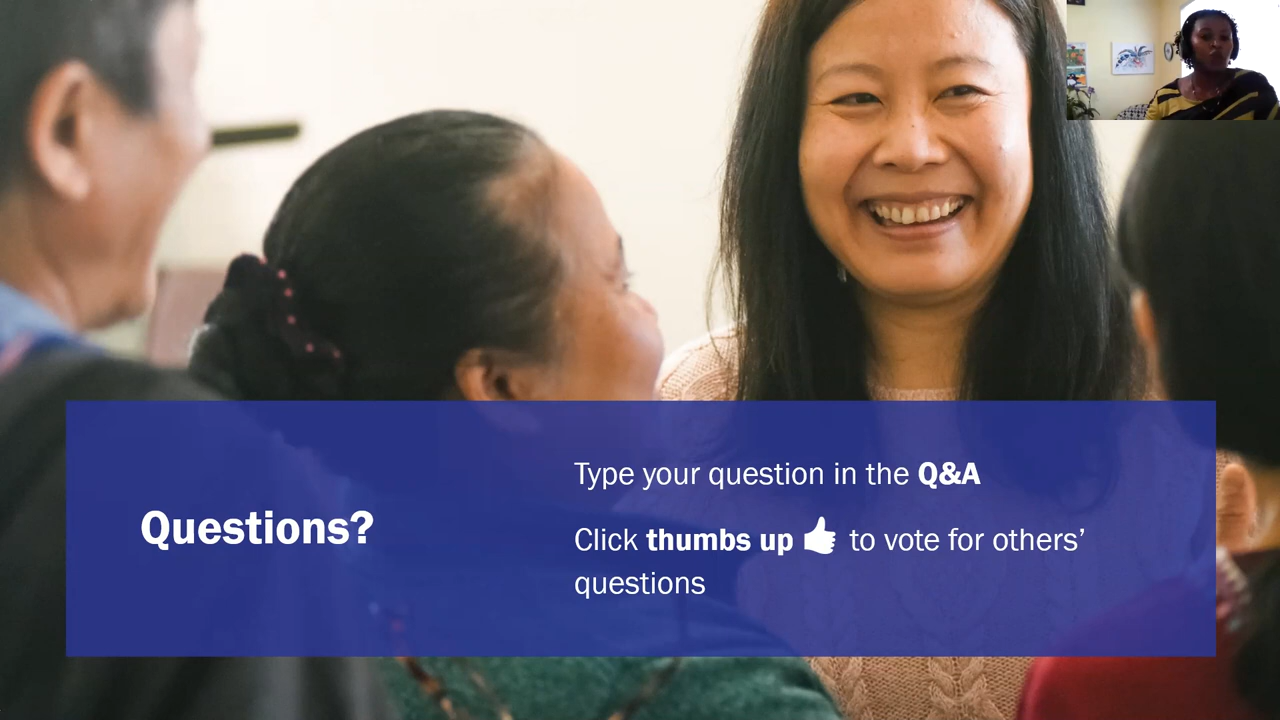 Questions?
Type your question in the Q&A
Click thumbs up 👍 to vote for others’
questions